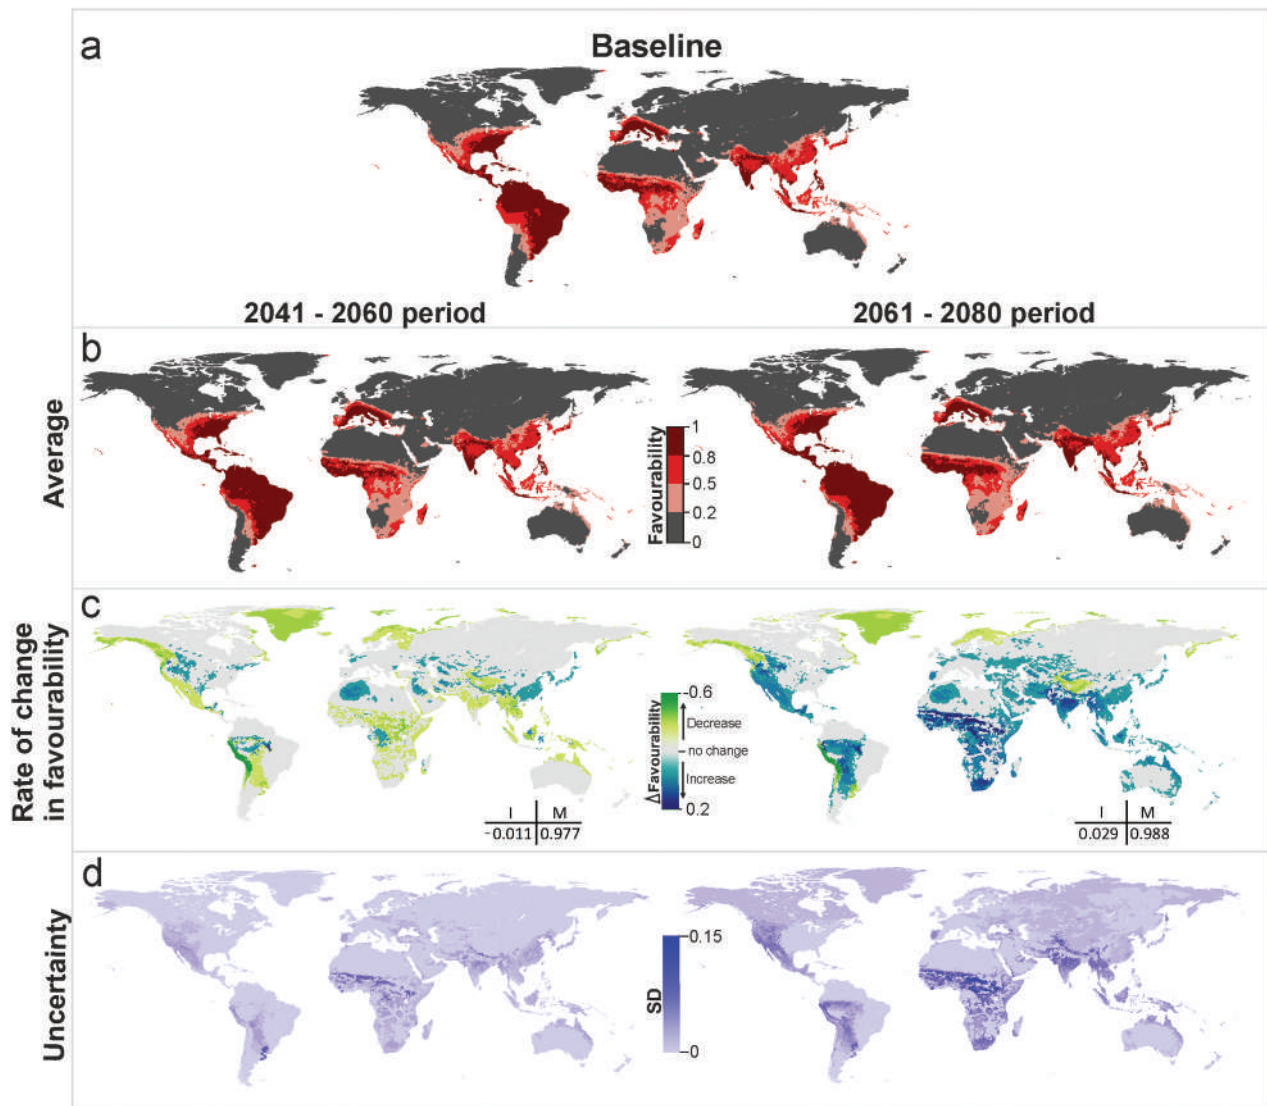 a
Baseline
2041 - 2060 period
2061 - 2080 period
b
Average
Favourability
1
0.8
0.5
0.2
0
c
Rate of change
in favourability
ΔFavourability
-0.6
Decrease
no change
Increase
0.2
I M
-0.011 0.977
I M
0.029 0.988
d
Uncertainty
SD
0.15
0